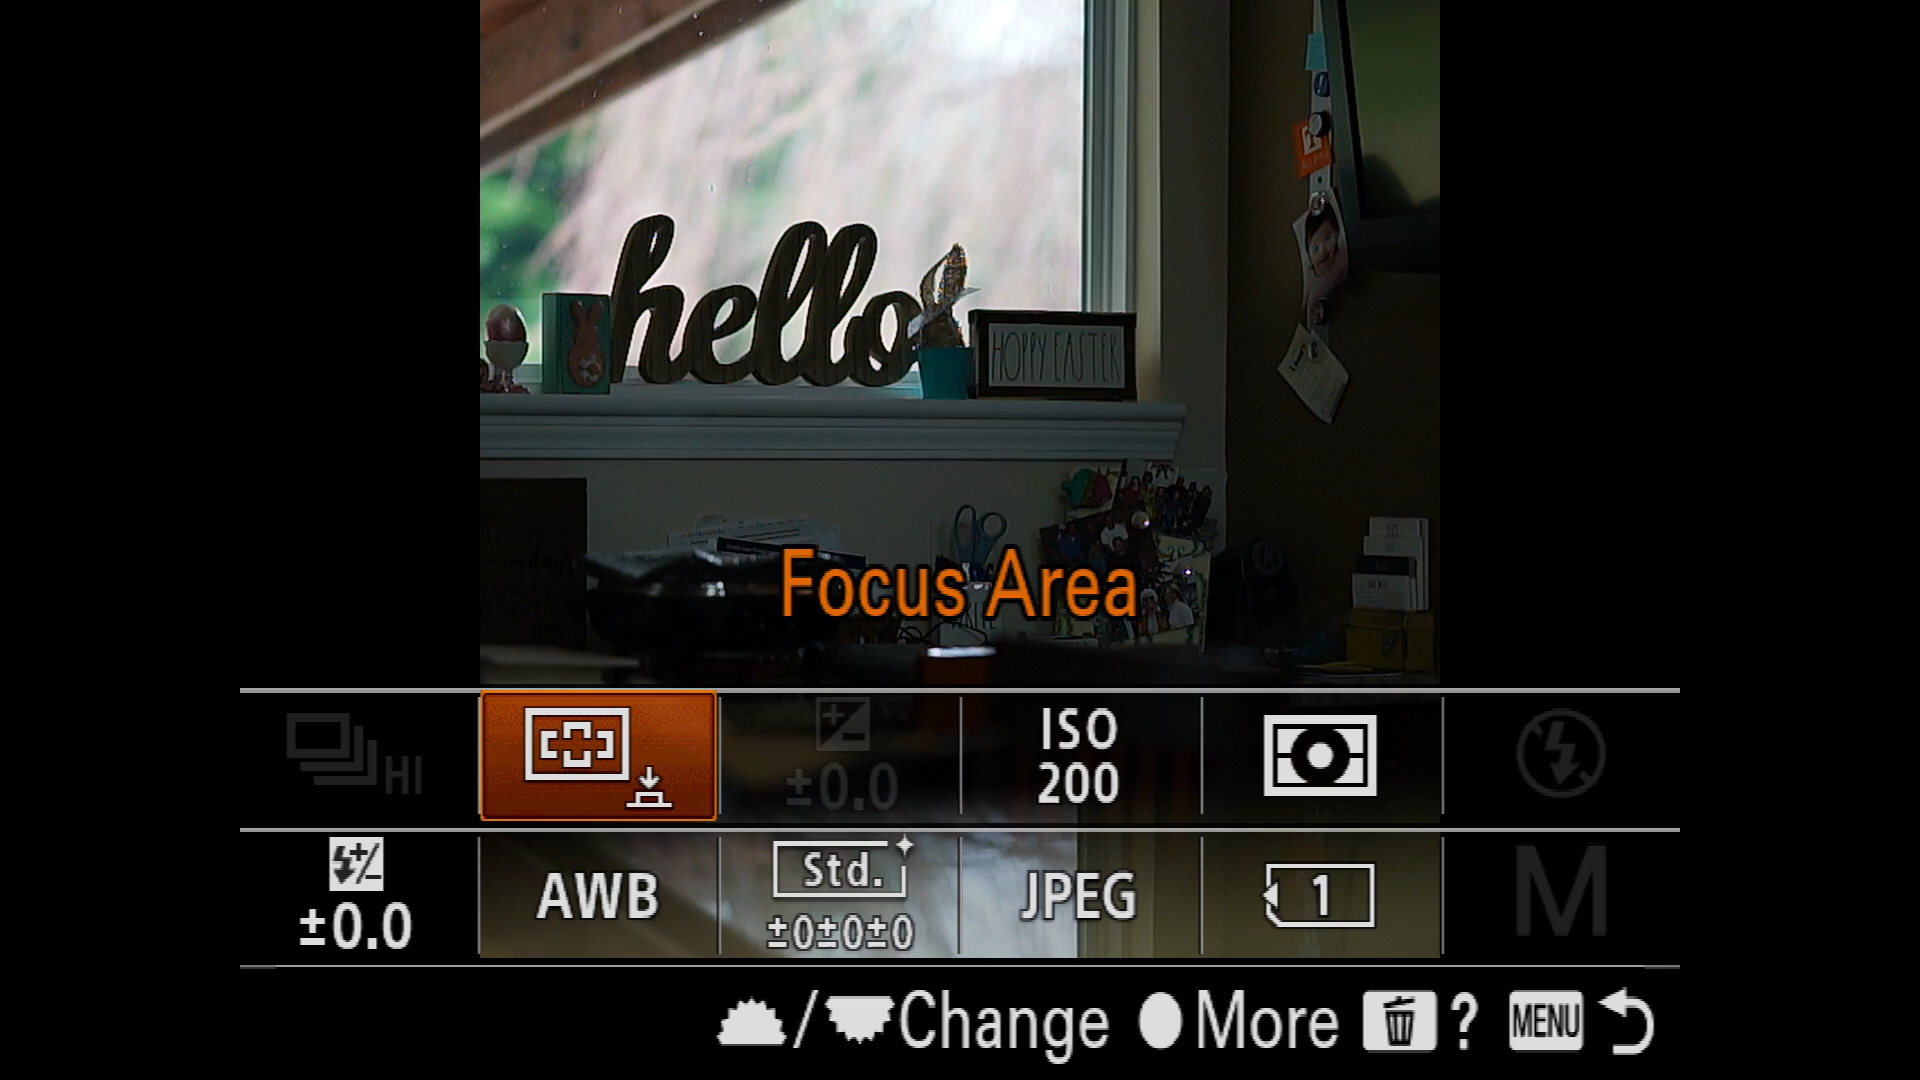 hello
HOPPY EASTER
Focus Area
HI
±0.0
ISO
200
±0.0
AWB
Std.
±0±0±0
JPEG
1
M
/ Change More ? MENU